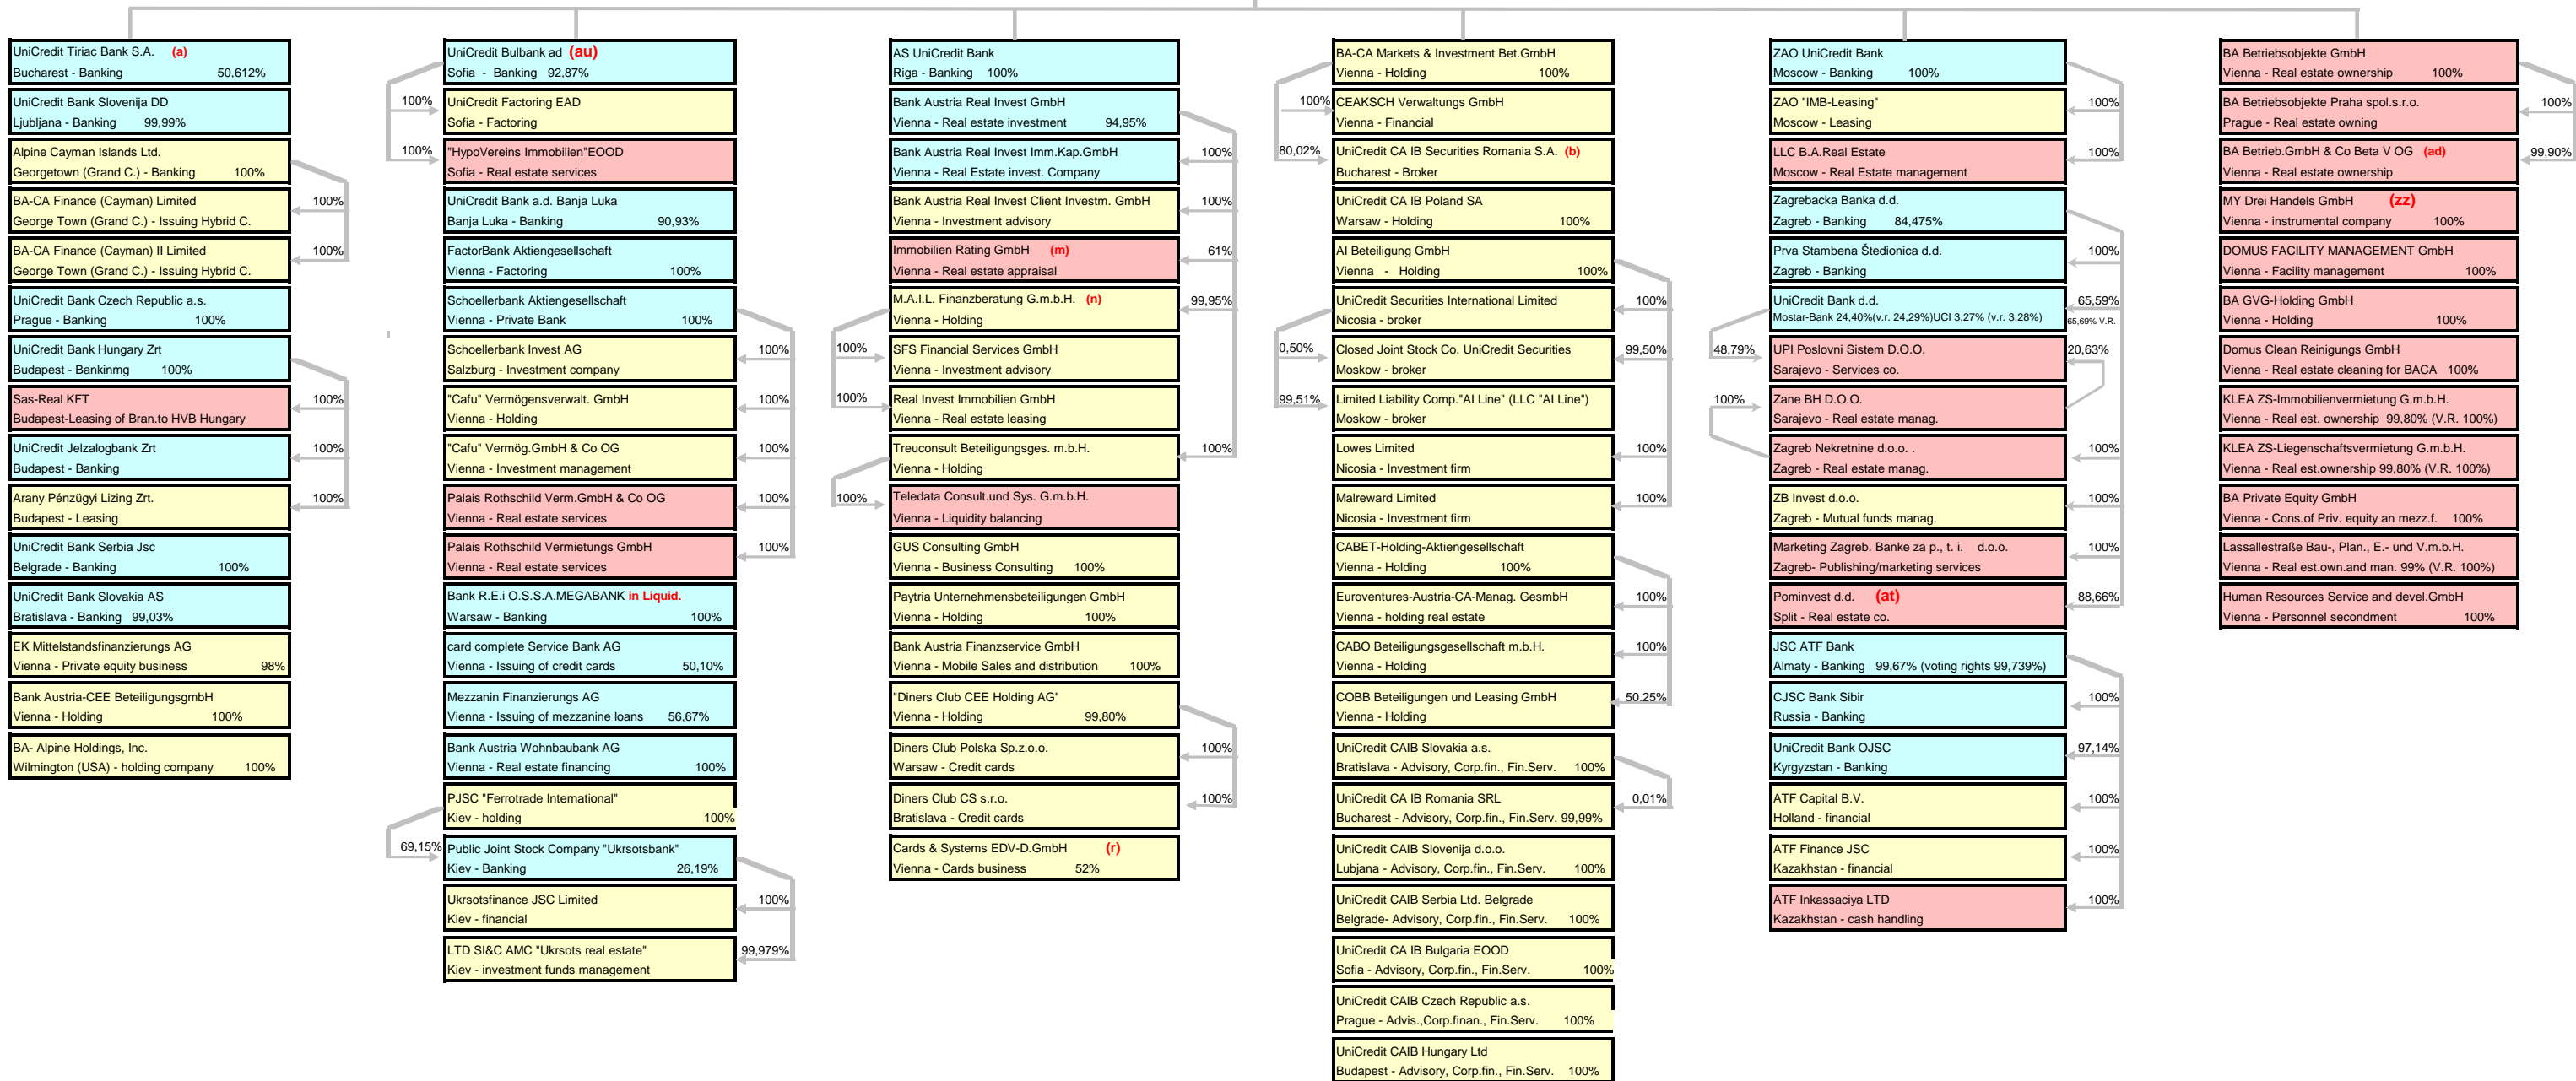 UniCredit Tiriac Bank S.A. (a)
Bucharest - Banking 50,612%
UniCredit Bank Slovenija DD
Ljubljana - Banking 99,99%
Alpine Cayman Islands Ltd.
Georgetown (Grand C.) - Banking 100%
BA-CA Finance (Cayman) Limited
100%
George Town (Grand C.) - Issuing Hybrid C.
BA-CA Finance (Cayman) II Limited
100%
George Town (Grand C.) - Issuing Hybrid C.
UniCredit Bank Czech Republic a.s.
Prague - Banking 100%
UniCredit Bank Hungary Zrt
Budapest - Bankinmg 100%
Sas-Real KFT
100%
Budapest-Leasing of Bran.to HVB Hungary
UniCredit Jelzalogbank Zrt
100%
Budapest - Banking
Arany Pénzügyi Lizing Zrt.
100%
Budapest - Leasing
UniCredit Bank Serbia Jsc
Belgrade - Banking 100%
UniCredit Bank Slovakia AS
Bratislava - Banking 99,03%
EK Mittelstandsfinanzierungs AG
Vienna - Private equity business 98%
Bank Austria-CEE BeteiligungsgmbH
Vienna - Holding 100%
BA- Alpine Holdings, Inc.
Wilmington (USA) - holding company 100%
UniCredit Bulbank ad (au)
Sofia - Banking 92,87%
100%
UniCredit Factoring EAD
Sofia - Factoring
100%
"HypoVereins Immobilien"EOOD
Sofia - Real estate services
UniCredit Bank a.d. Banja Luka
Banja Luka - Banking 90,93%
FactorBank Aktiengesellschaft
Vienna - Factoring 100%
Schoellerbank Aktiengesellschaft
Vienna - Private Bank 100%
Schoellerbank Invest AG
100%
Salzburg - Investment company
"Cafu" Vermögensverwalt. GmbH
100%
Vienna - Holding
"Cafu" Vermög.GmbH & Co OG
100%
Vienna - Investment management
Palais Rothschild Verm.GmbH & Co OG
100%
Vienna - Real estate services
Palais Rothschild Vermietungs GmbH
100%
Vienna - Real estate services
Bank R.E.i O.S.S.A.MEGABANK in Liquid.
Warsaw - Banking 100%
card complete Service Bank AG
Vienna - Issuing of credit cards 50,10%
Mezzanin Finanzierungs AG
Vienna - Issuing of mezzanine loans 56,67%
Bank Austria Wohnbaubank AG
Vienna - Real estate financing 100%
PJSC "Ferrotrade International"
Kiev - holding 100%
69,15%
Public Joint Stock Company "Ukrsotsbank"
Kiev - Banking 26,19%
Ukrsotsfinance JSC Limited
100%
Kiev - financial
LTD SI&C AMC "Ukrsots real estate"
99,979%
Kiev - investment funds management
AS UniCredit Bank
Riga - Banking 100%
Bank Austria Real Invest GmbH
Vienna - Real estate investment 94,95%
Bank Austria Real Invest Imm.Kap.GmbH
100%
Vienna - Real Estate invest. Company
Bank Austria Real Invest Client Investm. GmbH
100%
Vienna - Investment advisory
Immobilien Rating GmbH (m)
61%
Vienna - Real estate appraisal
M.A.I.L. Finanzberatung G.m.b.H. (n)
99,95%
Vienna - Holding
100%
SFS Financial Services GmbH
Vienna - Investment advisory
100%
Real Invest Immobilien GmbH
Vienna - Real estate leasing
Treuconsult Beteiligungsges. m.b.H.
100%
Vienna - Holding
100%
Teledata Consult.und Sys. G.m.b.H.
Vienna - Liquidity balancing
GUS Consulting GmbH
Vienna - Business Consulting 100%
Paytria Unternehmensbeteiligungen GmbH
Vienna - Holding 100%
Bank Austria Finanzservice GmbH
Vienna - Mobile Sales and distribution 100%
"Diners Club CEE Holding AG"
Vienna - Holding 99,80%
Diners Club Polska Sp.z.o.o.
100%
Warsaw - Credit cards
Diners Club CS s.r.o.
100%
Bratislava - Credit cards
Cards & Systems EDV-D.GmbH (r)
Vienna - Cards business 52%
BA-CA Markets & Investment Bet.GmbH
Vienna - Holding 100%
100%
CEAKSCH Verwaltungs GmbH
Vienna - Financial
80,02%
UniCredit CA IB Securities Romania S.A. (b)
Bucharest - Broker
UniCredit CA IB Poland SA
Warsaw - Holding 100%
AI Beteiligung GmbH
Vienna - Holding 100%
UniCredit Securities International Limited
100%
Nicosia - broker
0,50%
Closed Joint Stock Co. UniCredit Securities
99,50%
Moskow - broker
99,51%
Limited Liability Comp."AI Line" (LLC "AI Line")
Moskow - broker
Lowes Limited
100%
Nicosia - Investment firm
Malreward Limited
100%
Nicosia - Investment firm
CABET-Holding-Aktiengesellschaft
Vienna - Holding 100%
Euroventures-Austria-CA-Manag. GesmbH
100%
Vienna - holding real estate
CABO Beteiligungsgesellschaft m.b.H.
100%
Vienna - Holding
COBB Beteiligungen und Leasing GmbH
50.25%
Vienna - Holding
UniCredit CAIB Slovakia a.s.
Bratislava - Advisory, Corp.fin., Fin.Serv. 100%
UniCredit CA IB Romania SRL
0,01%
Bucharest - Advisory, Corp.fin., Fin.Serv. 99,99%
UniCredit CAIB Slovenija d.o.o.
Lubjana - Advisory, Corp.fin., Fin.Serv. 100%
UniCredit CAIB Serbia Ltd. Belgrade
Belgrade- Advisory, Corp.fin., Fin.Serv. 100%
UniCredit CA IB Bulgaria EOOD
Sofia - Advisory, Corp.fin., Fin.Serv. 100%
UniCredit CAIB Czech Republic a.s.
Prague - Advis.,Corp.finan., Fin.Serv. 100%
UniCredit CAIB Hungary Ltd
Budapest - Advisory, Corp.fin., Fin.Serv. 100%
ZAO UniCredit Bank
Moscow - Banking 100%
ZAO "IMB-Leasing"
100%
Moscow - Leasing
LLC B.A.Real Estate
100%
Moscow - Real Estate management
Zagrebacka Banka d.d.
Zagreb - Banking 84,475%
Prva Stambena Štedionica d.d.
100%
Zagreb - Banking
UniCredit Bank d.d.
65,59%
Mostar-Bank 24,40%(v.r. 24,29%)UCI 3,27% (v.r. 3,28%)
65,69% V.R.
48,79%
UPI Poslovni Sistem D.O.O.
20,63%
Sarajevo - Services co.
100%
Zane BH D.O.O.
Sarajevo - Real estate manag.
Zagreb Nekretnine d.o.o. .
100%
Zagreb - Real estate manag.
ZB Invest d.o.o.
100%
Zagreb - Mutual funds manag.
Marketing Zagreb. Banke za p., t. i. d.o.o.
100%
Zagreb- Publishing/marketing services
Pominvest d.d. (at)
88,66%
Split - Real estate co.
JSC ATF Bank
Almaty - Banking 99,67% (voting rights 99,739%)
CJSC Bank Sibir
100%
Russia - Banking
UniCredit Bank OJSC
97,14%
Kyrgyzstan - Banking
ATF Capital B.V.
100%
Holland - financial
ATF Finance JSC
100%
Kazakhstan - financial
ATF Inkassaciya LTD
100%
Kazakhstan - cash handling
BA Betriebsobjekte GmbH
Vienna - Real estate ownership 100%
BA Betriebsobjekte Praha spol.s.r.o.
100%
Prague - Real estate owning
BA Betrieb.GmbH & Co Beta V OG (ad)
99,90%
Vienna - Real estate ownership
MY Drei Handels GmbH (zz)
Vienna - instrumental company 100%
DOMUS FACILITY MANAGEMENT GmbH
Vienna - Facility management 100%
BA GVG-Holding GmbH
Vienna - Holding 100%
Domus Clean Reinigungs GmbH
Vienna - Real estate cleaning for BACA 100%
KLEA ZS-Immobilienvermietung G.m.b.H.
Vienna - Real est. ownership 99,80% (V.R. 100%)
KLEA ZS-Liegenschaftsvermietung G.m.b.H.
Vienna - Real est.ownership 99,80% (V.R. 100%)
BA Private Equity GmbH
Vienna - Cons.of Priv. equity an mezz.f. 100%
Lassallestraße Bau-, Plan., E.- und V.m.b.H.
Vienna - Real est.own.and man. 99% (V.R. 100%)
Human Resources Service and devel.GmbH
Vienna - Personnel secondment 100%